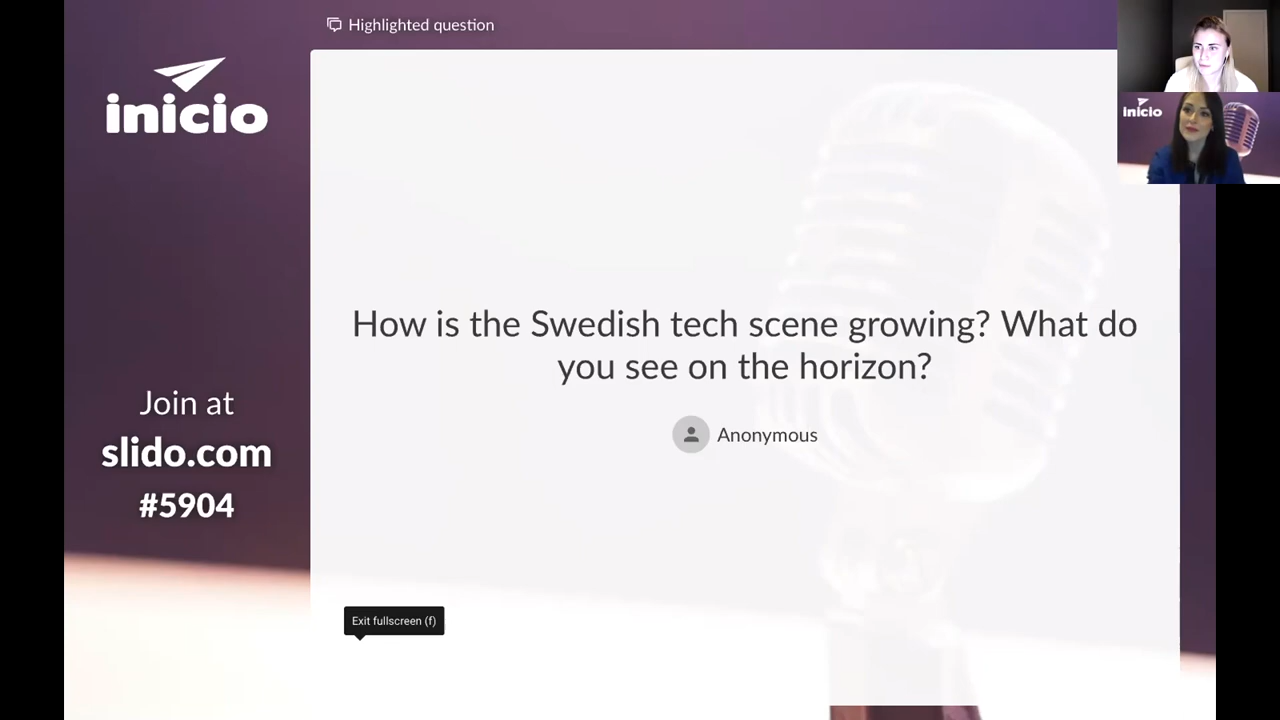 Highlighted question
inicio
inicio
How is the Swedish tech scene growing? What do
you see on the horizon?
Anonymous
Join at
slido.com
#5904
Exit fullscreen (f)